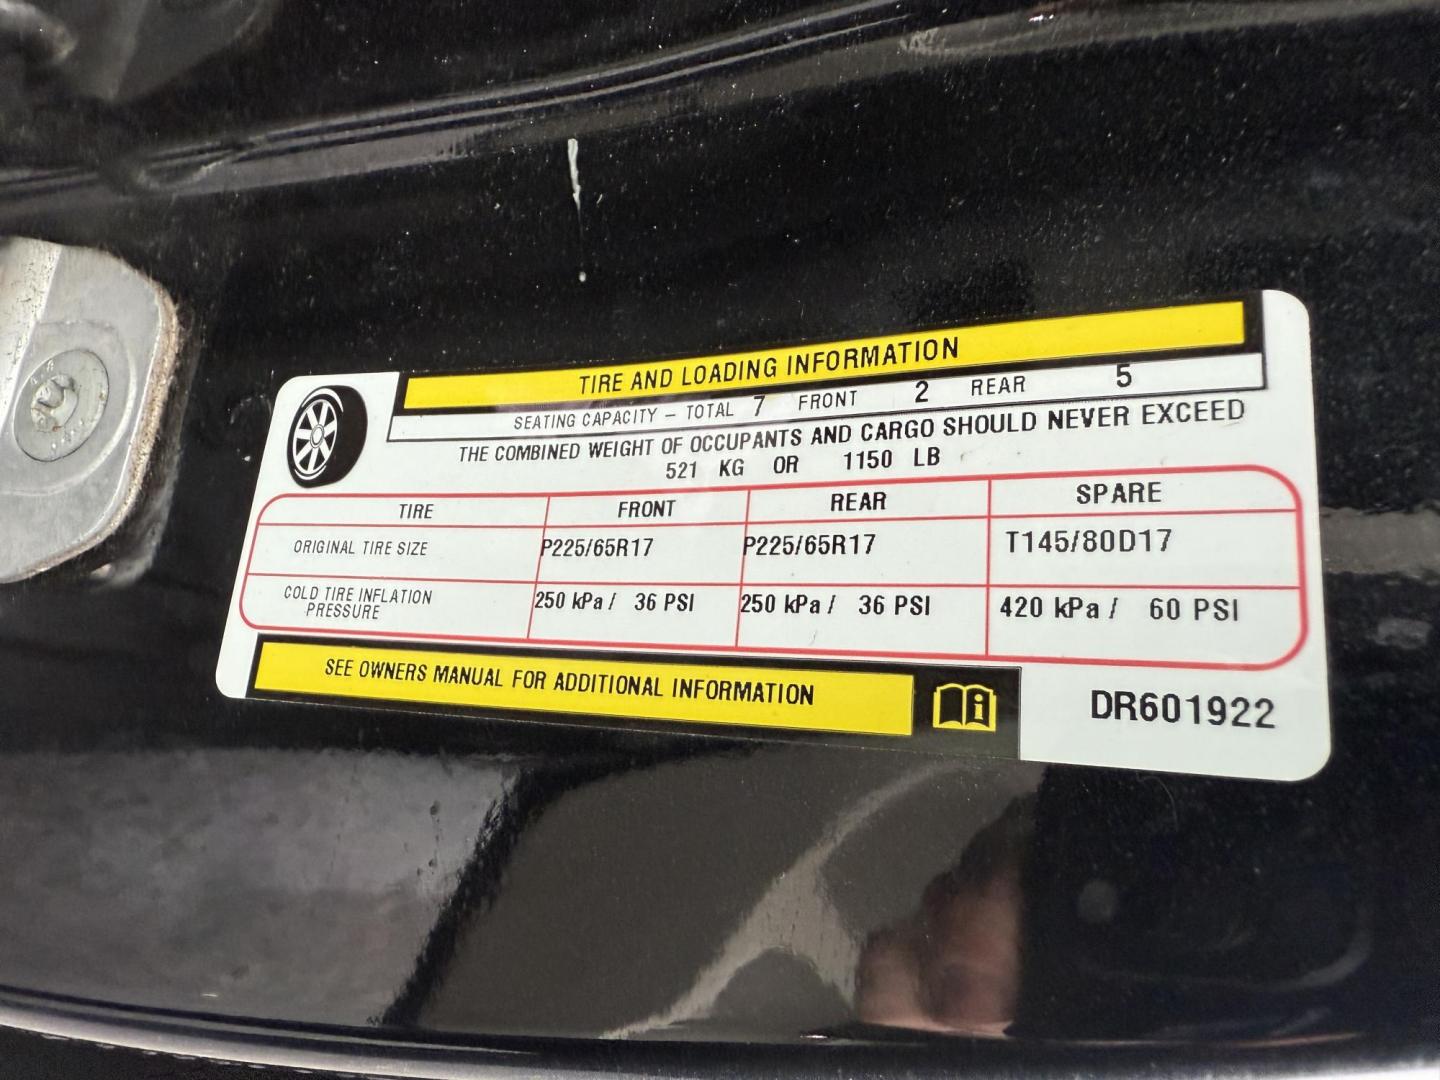 TIRE AND LOADING INFORMATION
SEATING CAPACITY – TOTAL 7 FRONT 2 REAR 5
THE COMBINED WEIGHT OF OCCUPANTS AND CARGO SHOULD NEVER EXCEED
521 KG OR 1150 LB
TIRE FRONT REAR SPARE
ORIGINAL TIRE SIZE P225/65R17 P225/65R17 T145/80D17
COLD TIRE INFLATION
PRESSURE 250 kPa / 36 PSI 250 kPa / 36 PSI 420 kPa / 60 PSI
SEE OWNERS MANUAL FOR ADDITIONAL INFORMATION
DR601922